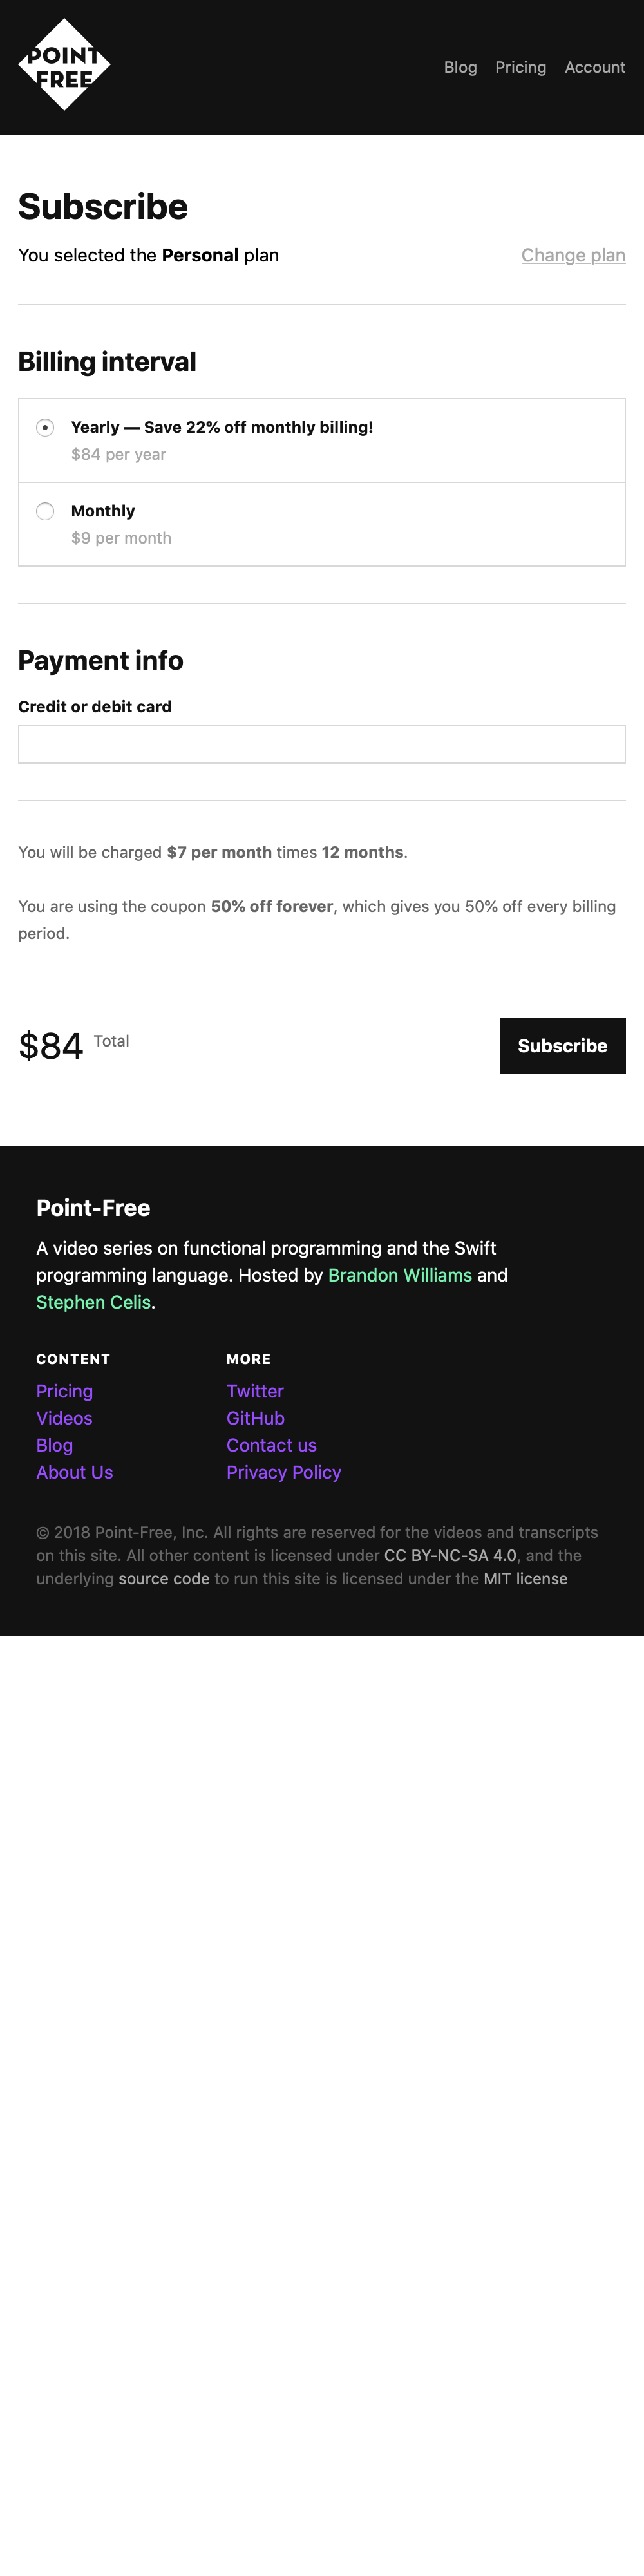 POINT
FREE
Blog Pricing Account
Subscribe
You selected the Personal plan
Change plan
Billing interval
Yearly — Save 22% off monthly billing!
$84 per year
Monthly
$9 per month
Payment info
Credit or debit card
You will be charged $7 per month times 12 months.
You are using the coupon 50% off forever, which gives you 50% off every billing
period.
$84 Total
Subscribe
Point-Free
A video series on functional programming and the Swift
programming language. Hosted by Brandon Williams and
Stephen Celis.
CONTENT
Pricing
Videos
Blog
About Us
MORE
Twitter
GitHub
Contact us
Privacy Policy
© 2018 Point-Free, Inc. All rights are reserved for the videos and transcripts
on this site. All other content is licensed under CC BY-NC-SA 4.0, and the
underlying source code to run this site is licensed under the MIT license